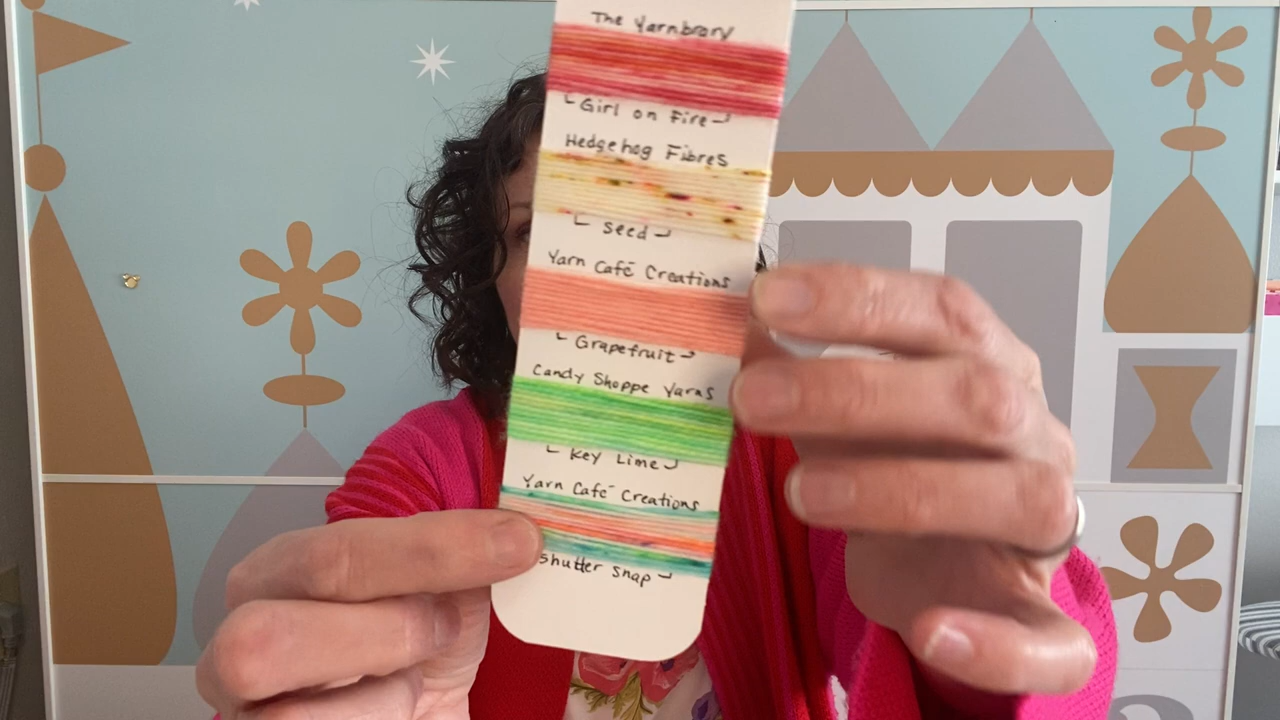 The Yarnbrary
Girl on Fire
Hedgehog Fibres
Seed
Yarn Café Creations
Grapefruit
Candy Shoppe Yarns
Key Lime
Yarn Café Creations
Shutter Snap